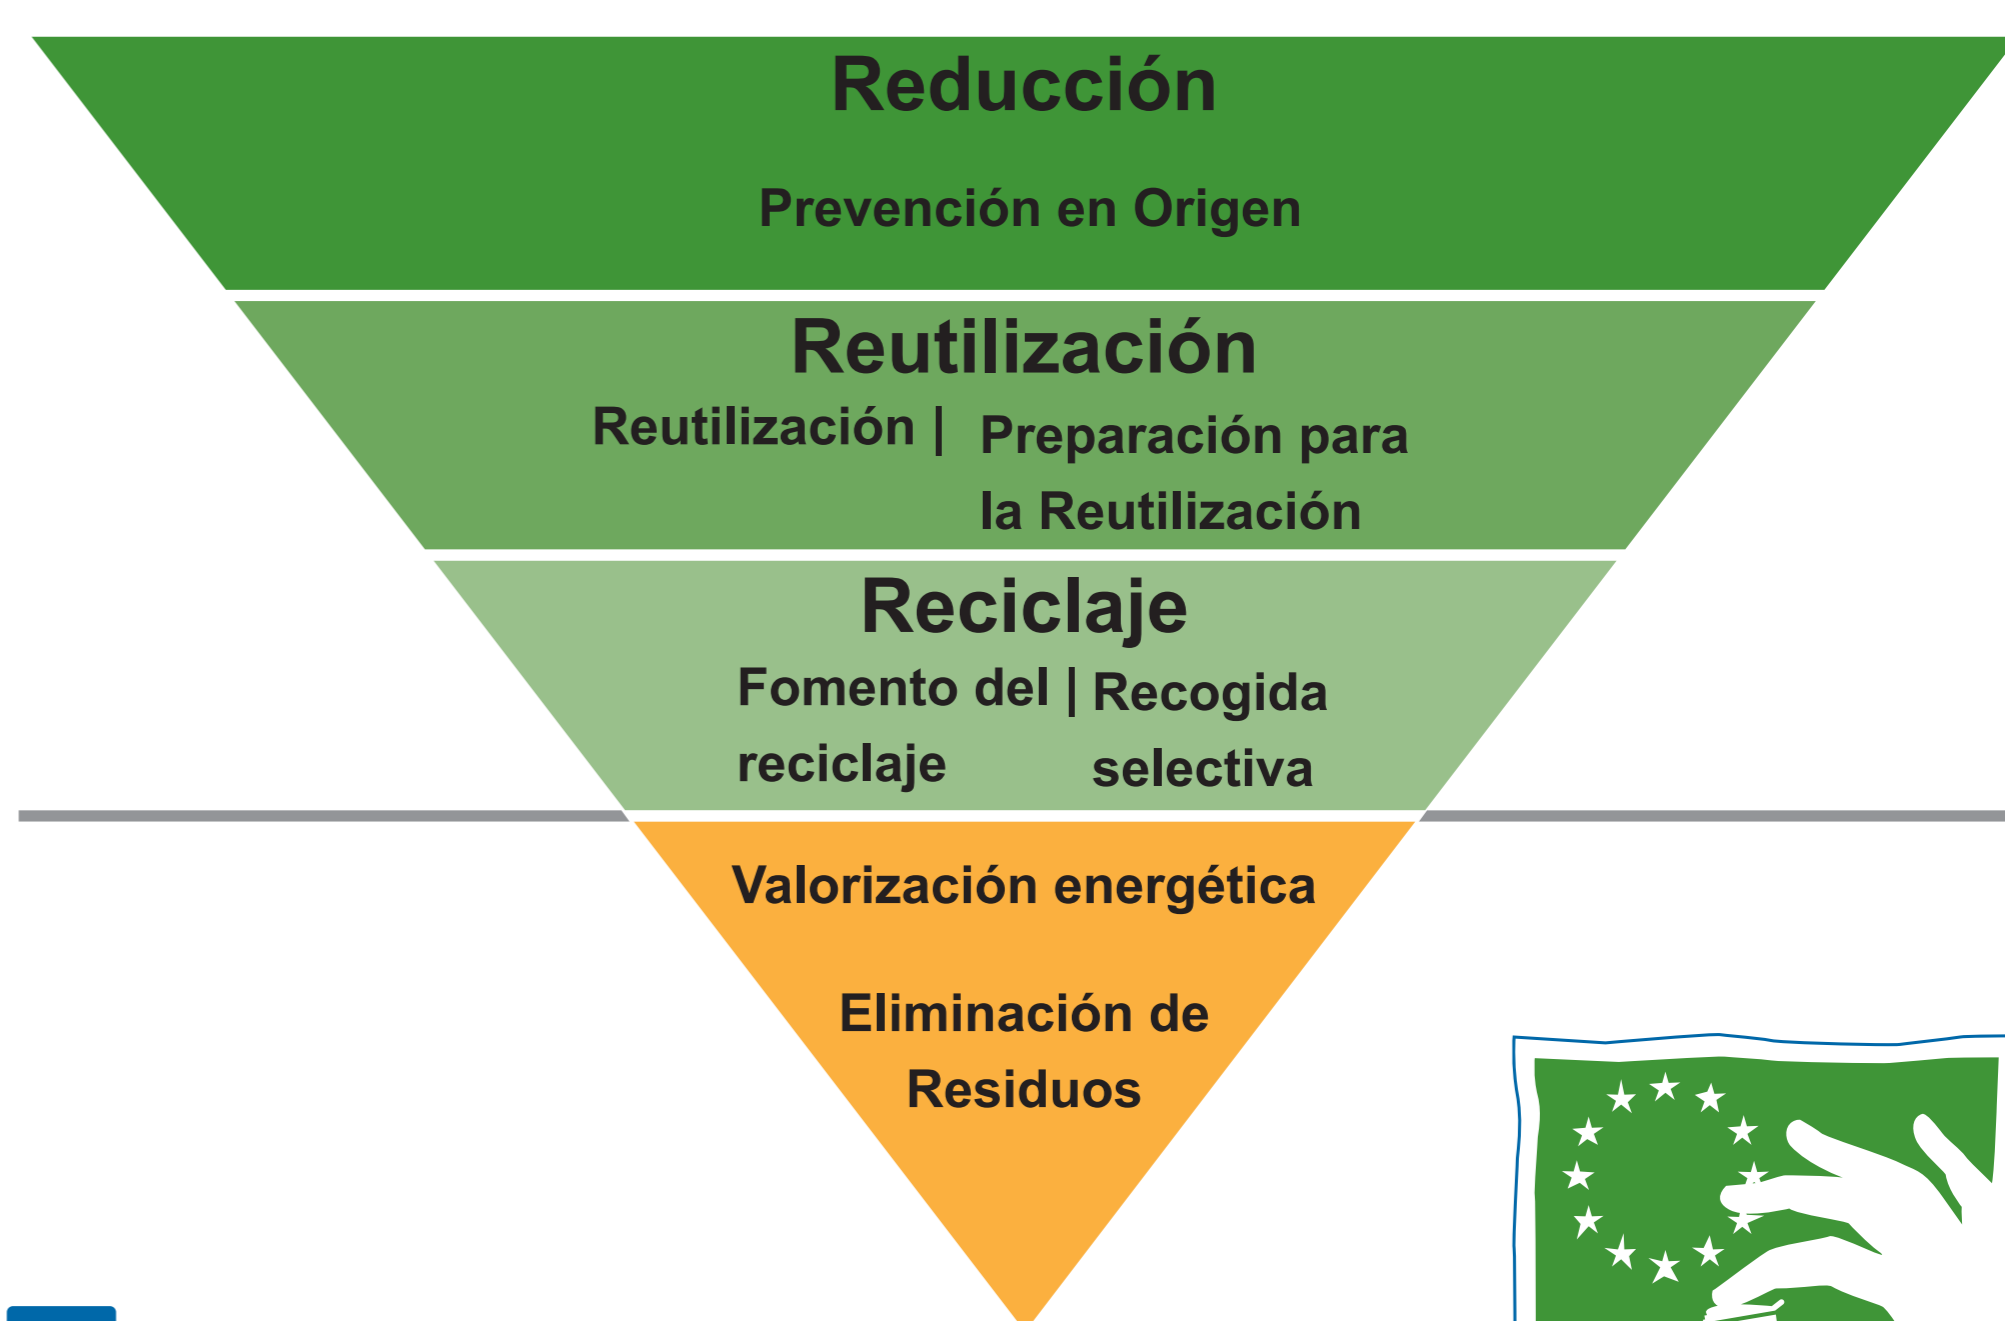 Reducción
Prevención en Origen
Reutilización
Reutilización | Preparación para
la Reutilización
Reciclaje
Fomento del | Recogida
reciclaje selectiva
Valorización energética
Eliminación de
Residuos